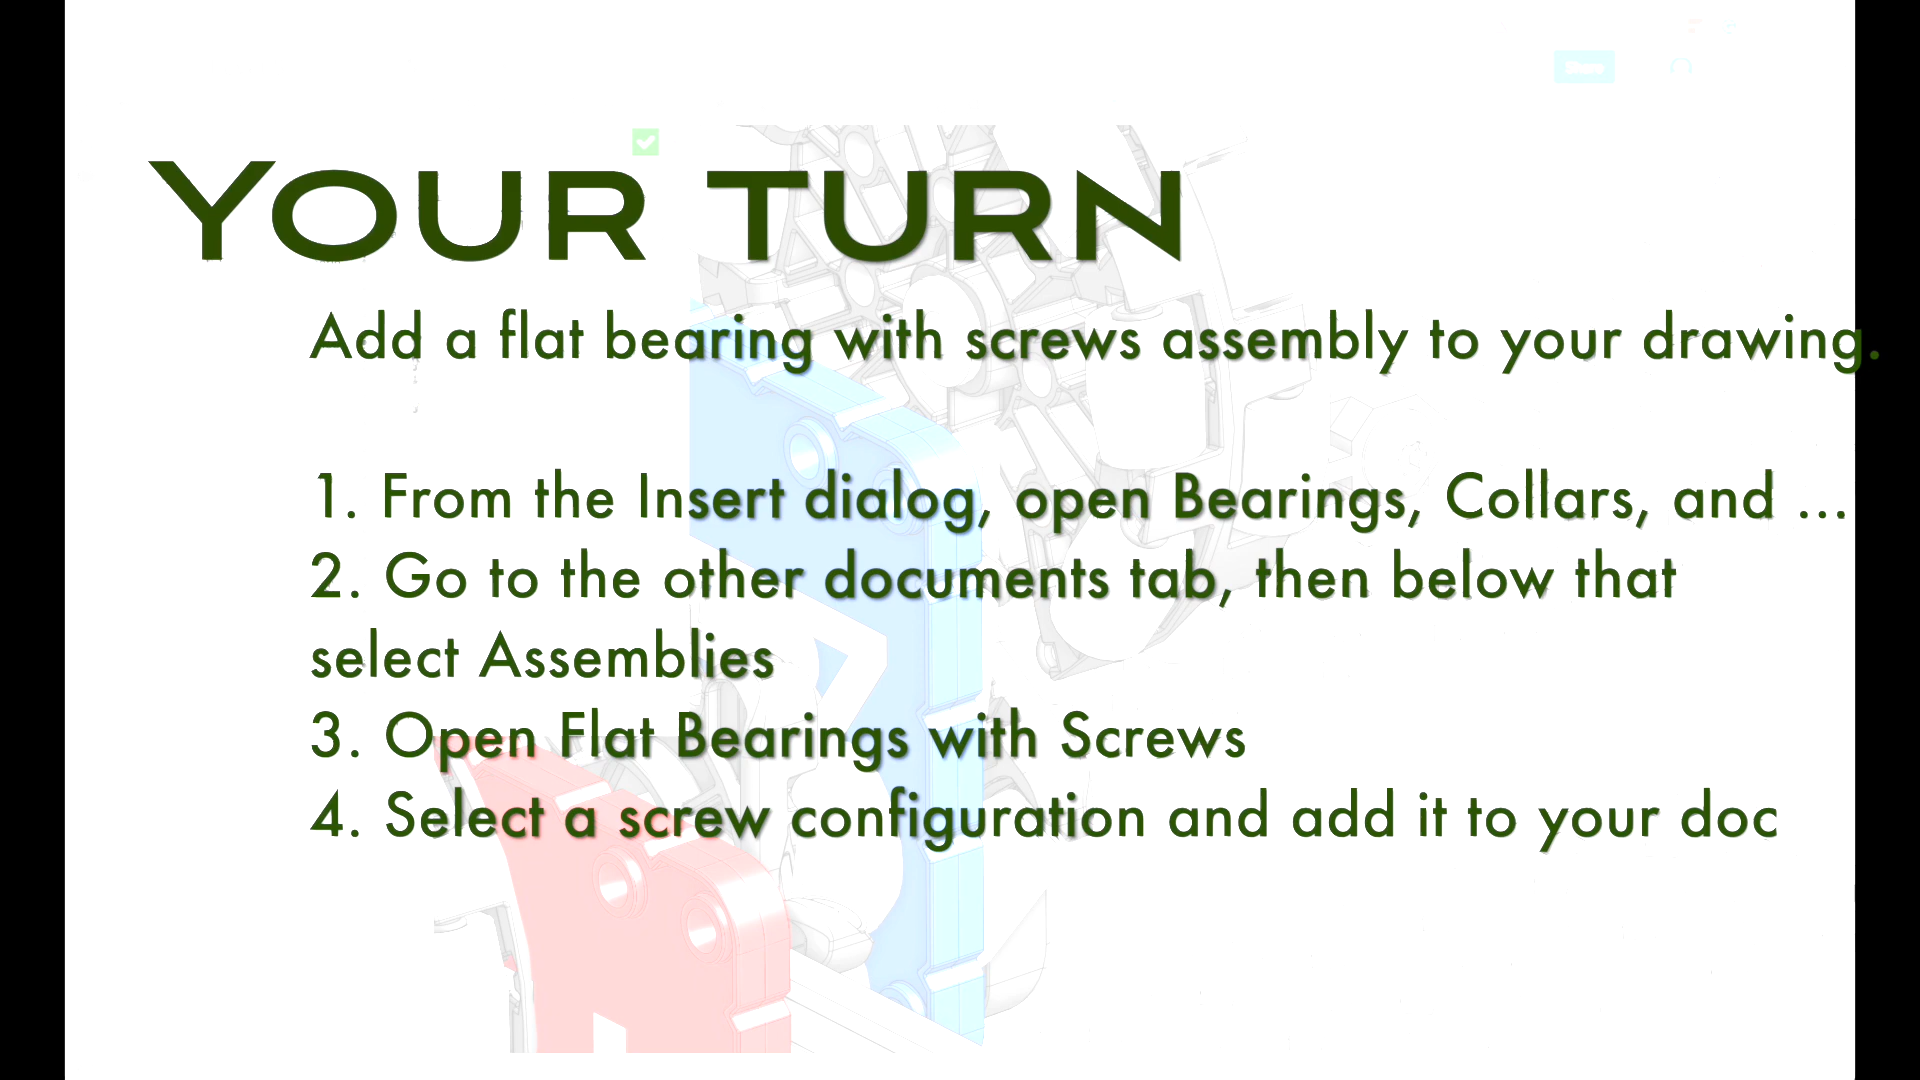 YOUR TURN
Add a flat bearing with screws assembly to your drawing.
1. From the Insert dialog, open Bearings, Collars, and ...
2. Go to the other documents tab, then below that
select Assemblies
3. Open Flat Bearings with Screws
4. Select a screw configuration and add it to your doc